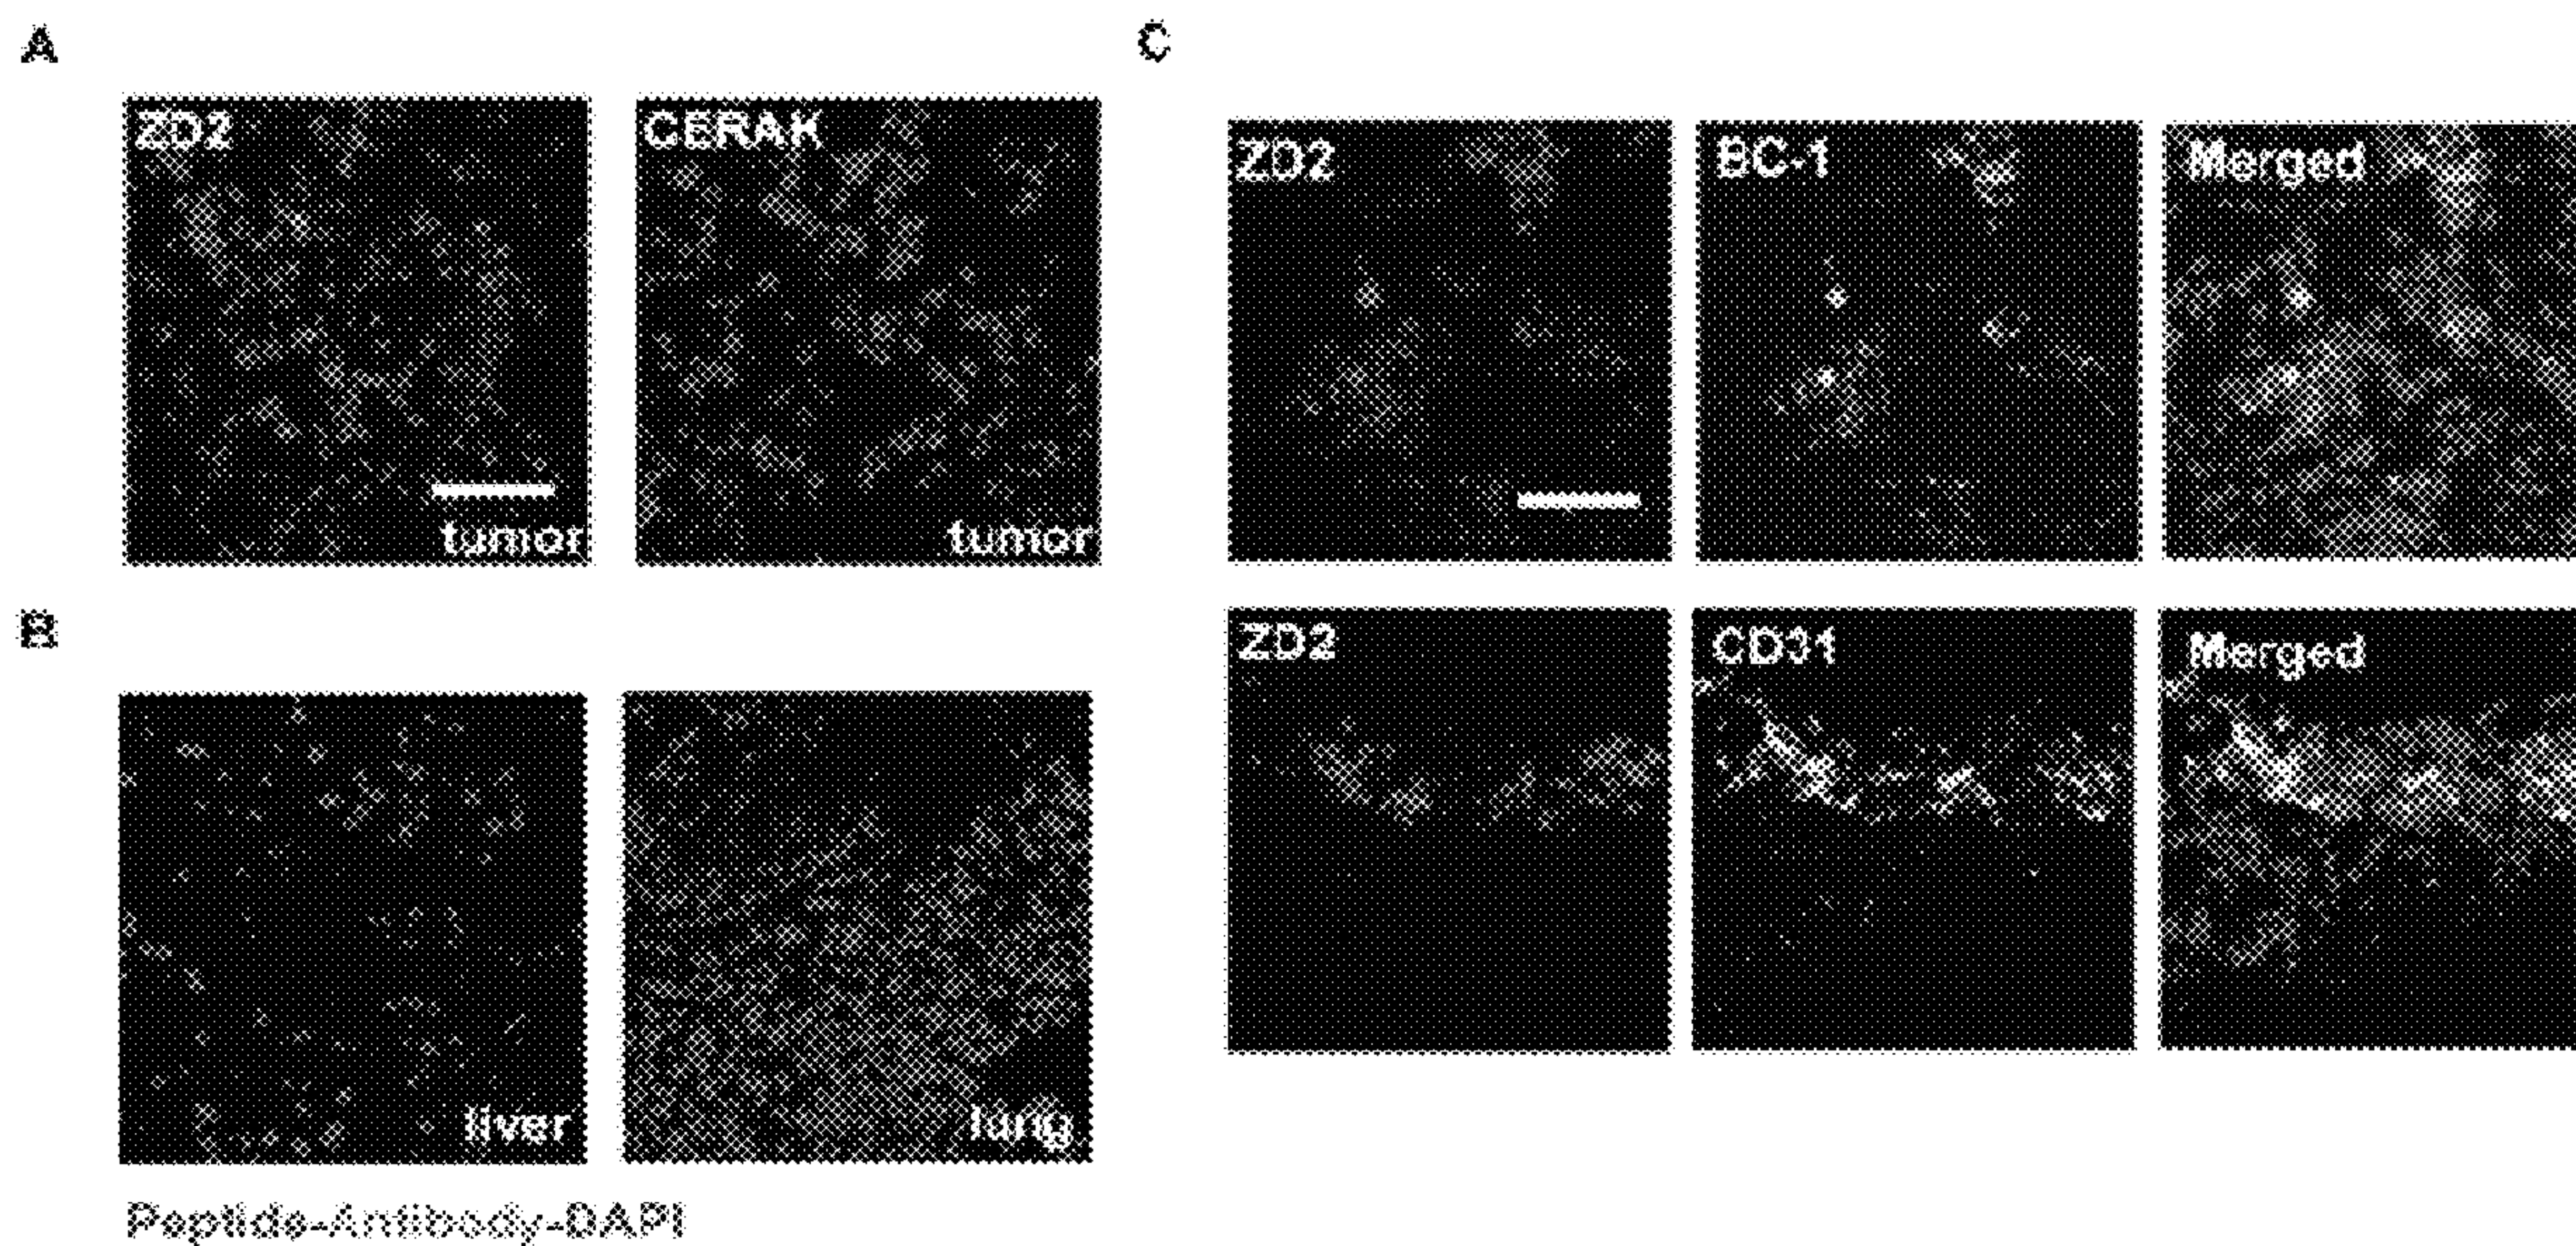 A
ZD2
tumor
CERAK
tumor
B
liver
lung
Peptide-Antibody-DAPI
C
ZD2
BC-1
Merged
ZD2
CD31
Merged